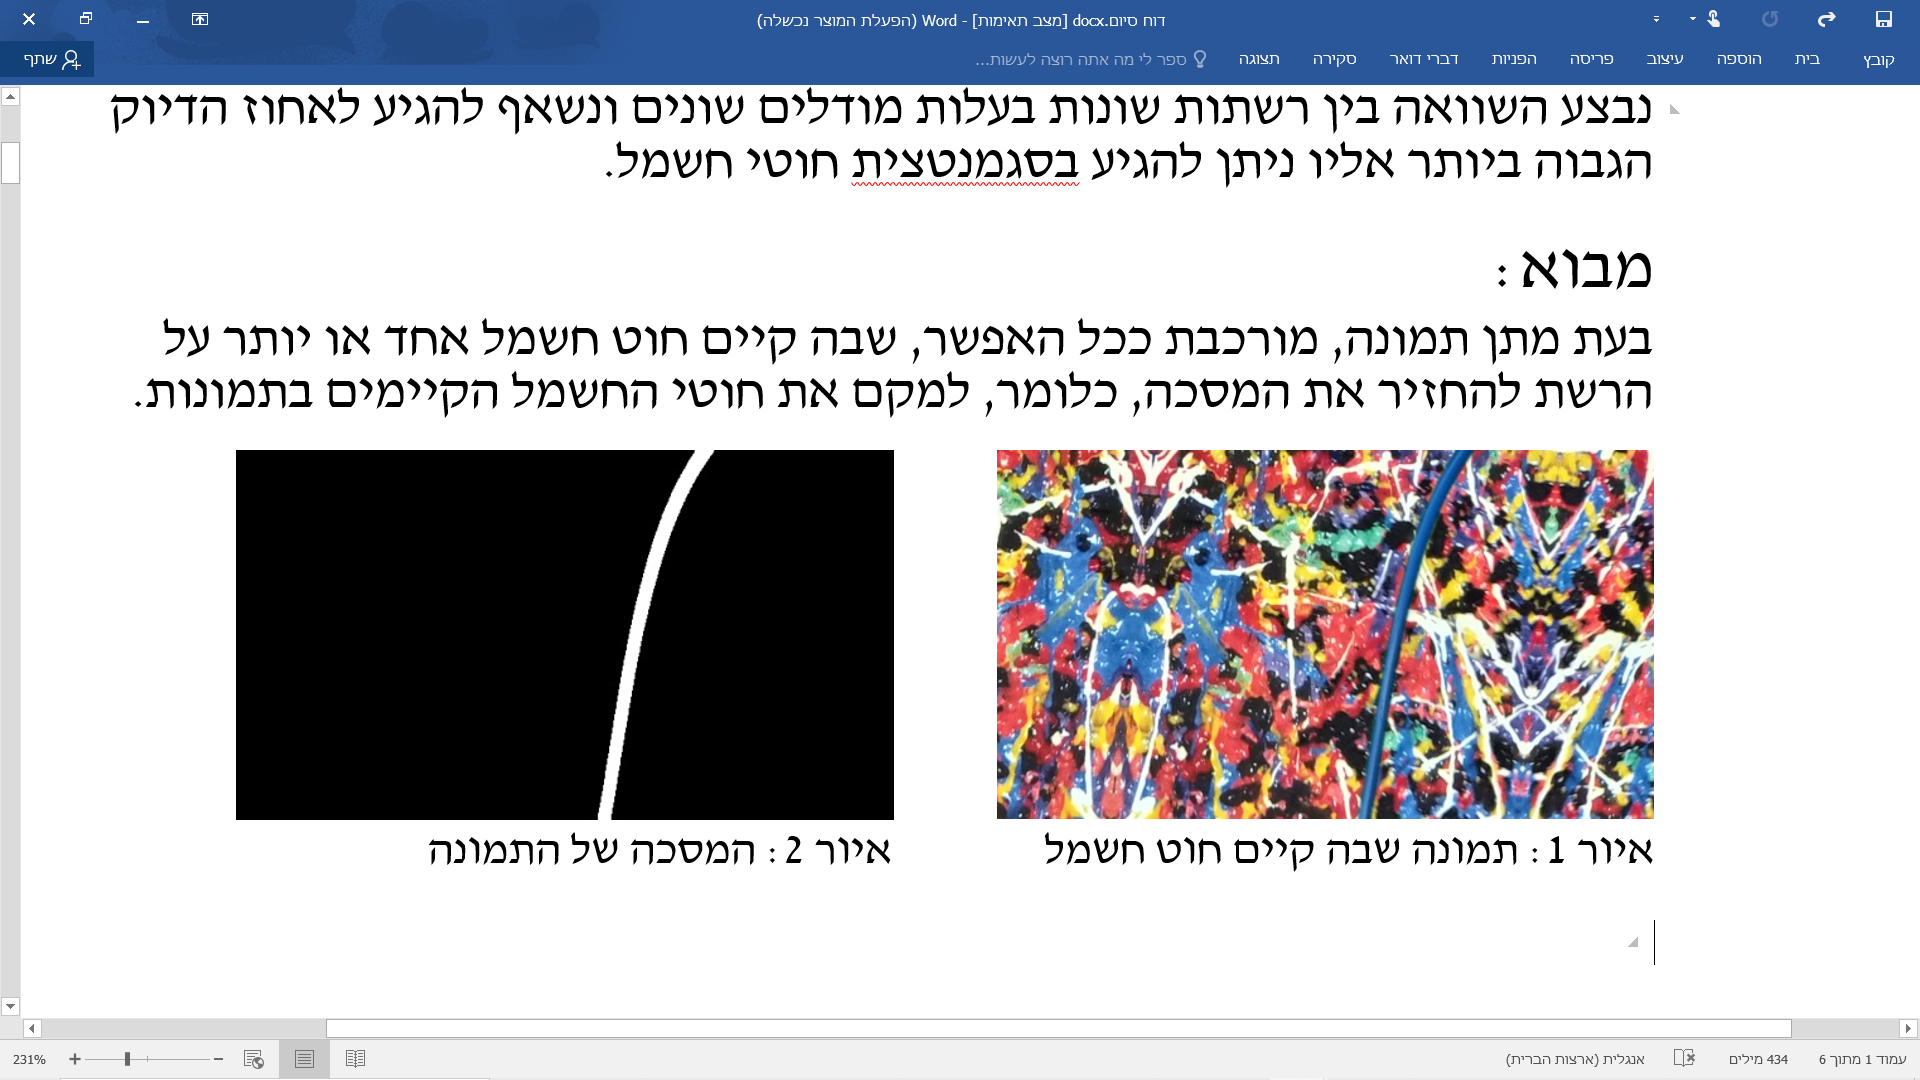 דוח סיום.docx [מצב תאימות] - Word (הפעלת המוצר נכשלה)
קובץ בית הוספה עיצוב פריסה הפניות דברי דואר סקירה תצוגה ספר לי מה אתה רוצה לעשות... שתף
נבצע השוואה בין רשתות שונות בעלות מודלים שונים ונשאף להגיע לאחוז הדיוק
הגבוה ביותר אליו ניתן להגיע בסגמנטצית חוטי חשמל.
מבוא :
בעת מתן תמונה, מורכבת ככל האפשר, שבה קיים חוט חשמל אחד או יותר על
הרשת להחזיר את המסכה, כלומר, למקם את חוטי החשמל הקיימים בתמונות.
איור 1 : תמונה שבה קיים חוט חשמל
איור 2 : המסכה של התמונה
עמוד 1 מתוך 6 434 מילים אנגלית (ארצות הברית) 231%